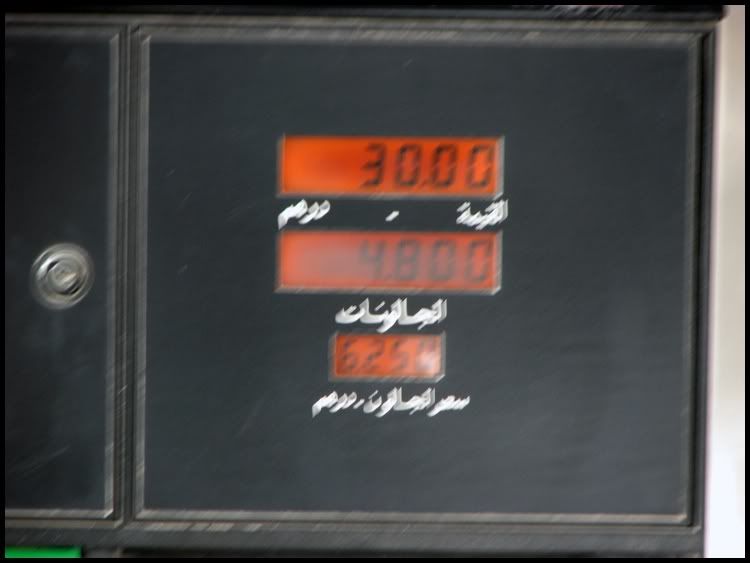 30.00
القيمة - درهم
4.800
الجالونات
6.25
سعر الجالون - درهم